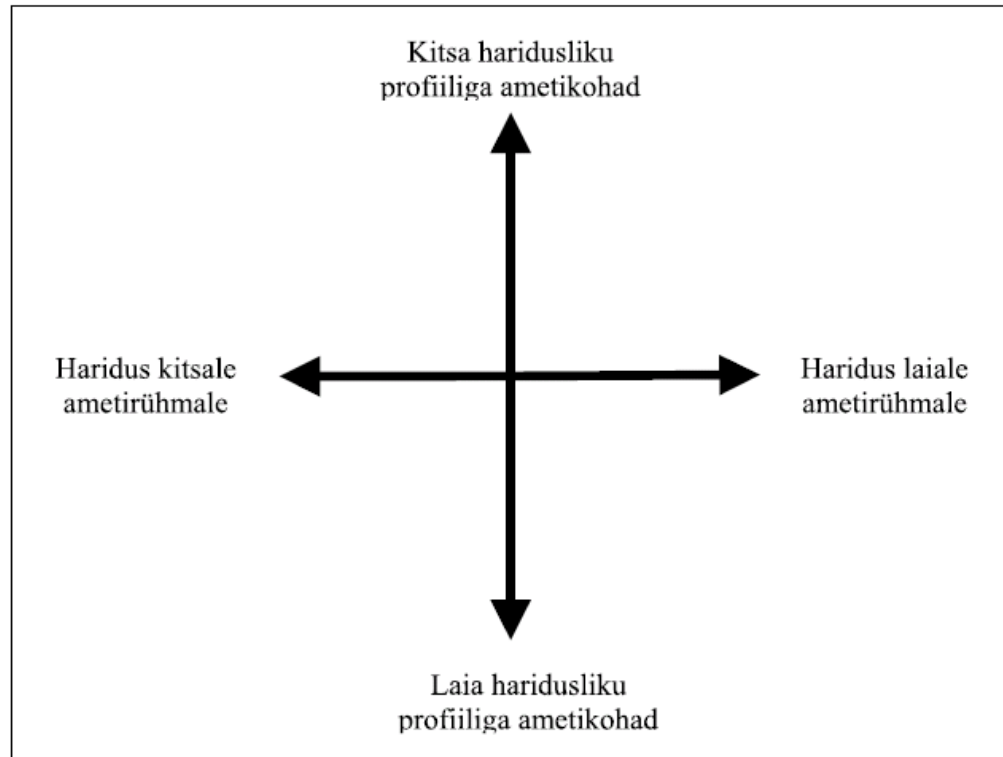 Kitsa haridusliku
profiiliga ametikohad
Haridus kitsale
ametirühmale
Haridus laiale
ametirühmale
Laia haridusliku
profiiliga ametikohad